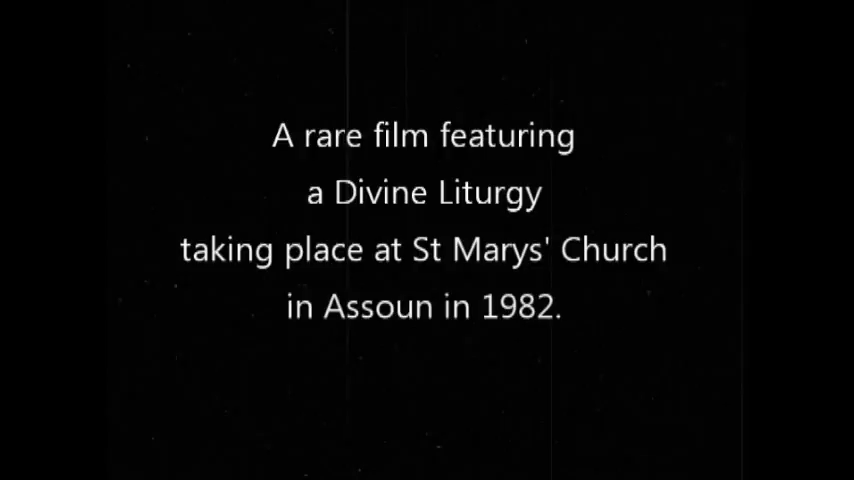 A rare film featuring
a Divine Liturgy
taking place at St Marys' Church
in Assoun in 1982.